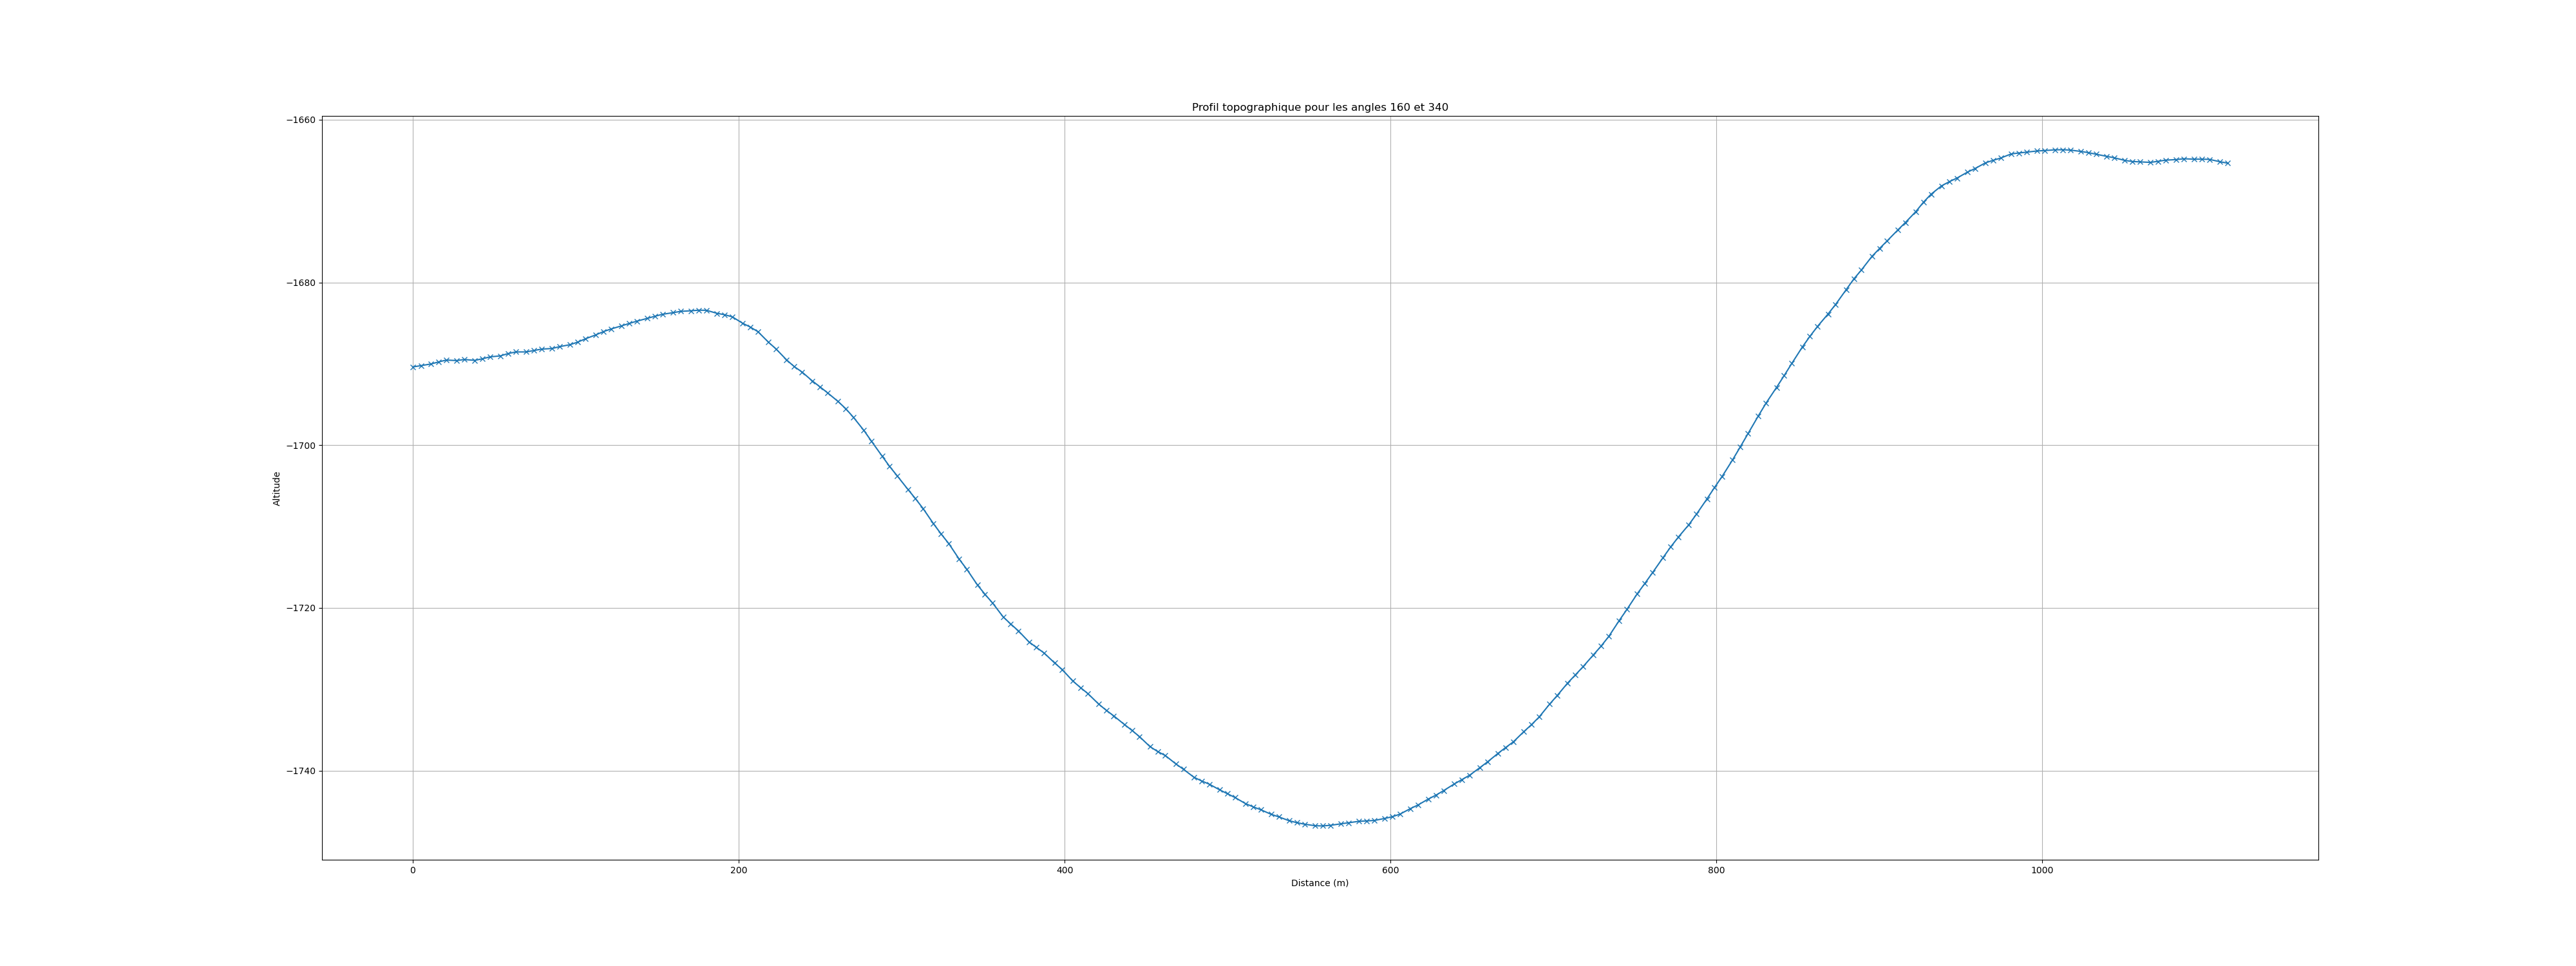 Profil topographique pour les angles 160 et 340
−1660
−1680
−1700
−1720
−1740
Altitude
0 200 400 600 800 1000
Distance (m)